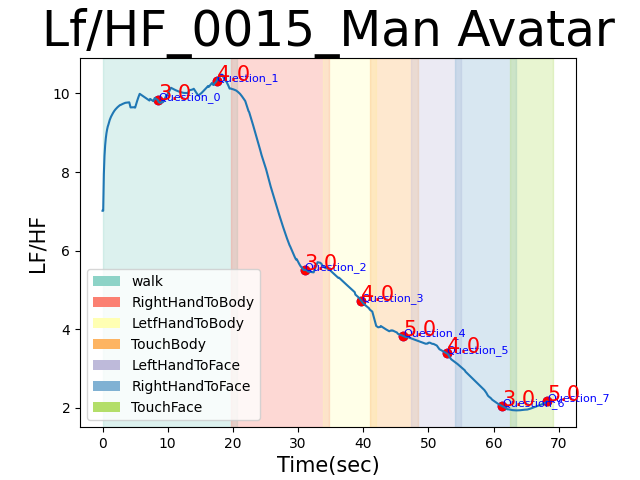 Lf/HF_0015_Man Avatar
LF/HF
10
8
6
4
2
3.0
Question_0
4.0
Question_1
3.0
Question_2
4.0
Question_3
5.0
Question_4
4.0
Question_5
3.0
Question_6
5.0
Question_7
walk
RightHandToBody
LetfHandToBody
TouchBody
LeftHandToFace
RightHandToFace
TouchFace
0 10 20 30 40 50 60 70
Time(sec)